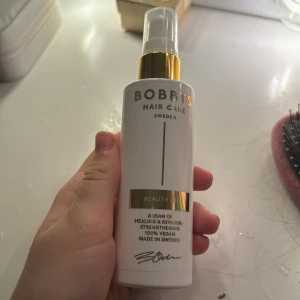 BOBBYS
HAIR CARE
SWEDEN
BEAUTY
ARGAN OIL
HEALING & REPAIRING
STRENGTHENING
100% VEGAN
MADE IN SWEDEN